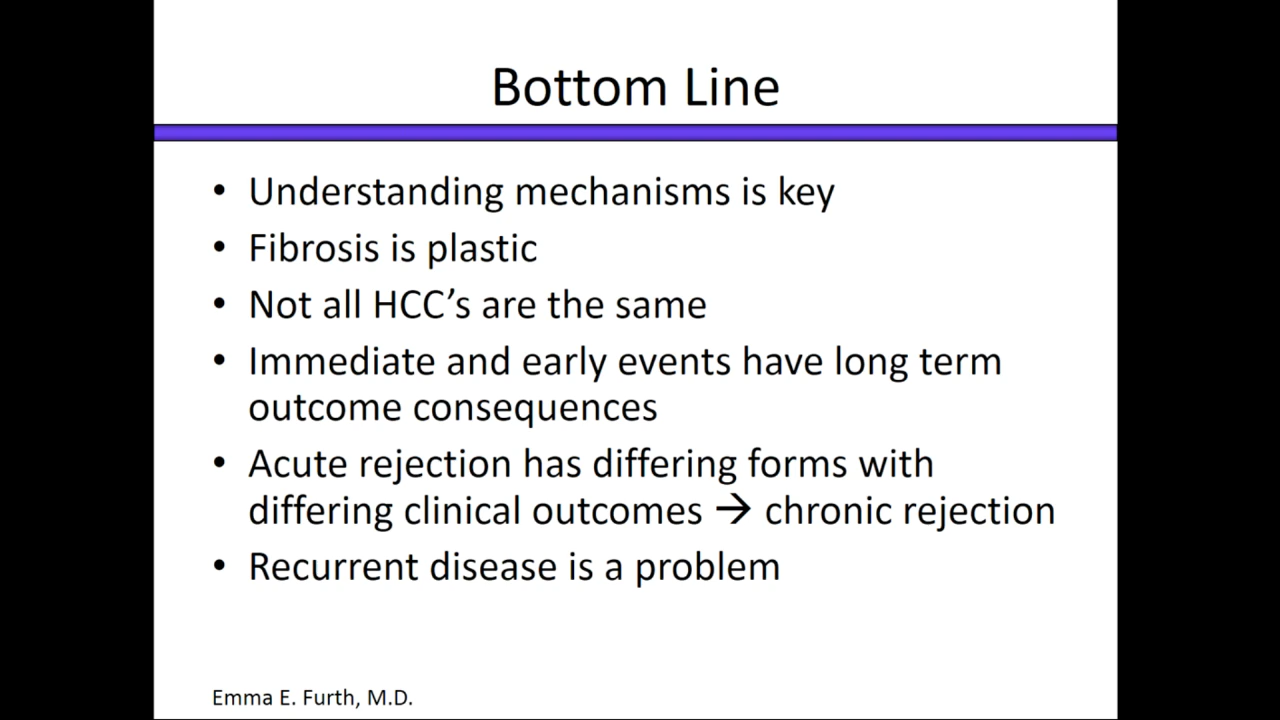 Bottom Line
• Understanding mechanisms is key
• Fibrosis is plastic
• Not all HCC’s are the same
• Immediate and early events have long term
outcome consequences
• Acute rejection has differing forms with
differing clinical outcomes → chronic rejection
• Recurrent disease is a problem
Emma E. Furth, M.D.